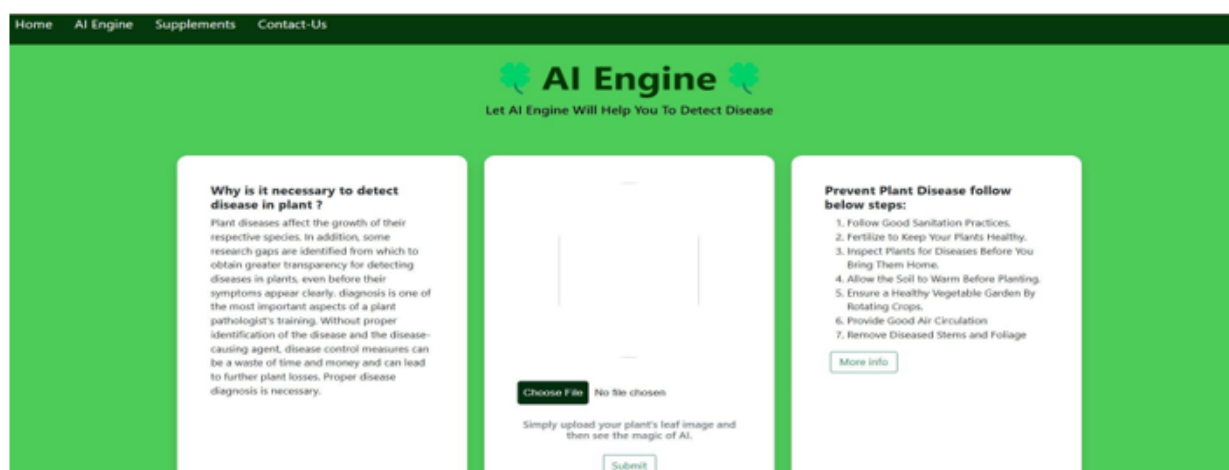 Home AI Engine Supplements Contact-Us
AI Engine
Let AI Engine Will Help You To Detect Disease
Why is it necessary to detect
disease in plant ?
Plant diseases affect the growth of their
respective species. In addition, some
research gaps are identified from which to
obtain greater transparency for detecting
diseases in plants, even before their
symptoms appear clearly. diagnosis is one of
the most important aspects of a plant
pathologist's training. Without proper
identification of the disease and the disease-
causing agent, disease control measures can
be a waste of time and money and can lead
to further plant losses. Proper disease
diagnosis is necessary.
Choose File No file chosen
Simply upload your plant's leaf image and
then see the magic of AI.
Submit
Prevent Plant Disease follow
below steps:
1. Follow Good Sanitation Practices.
2. Fertilize to Keep Your Plants Healthy.
3. Inspect Plants for Diseases Before You
Bring Them Home.
4. Allow the Soil to Warm Before Planting.
5. Ensure a Healthy Vegetable Garden By
Rotating Crops.
6. Provide Good Air Circulation
7. Remove Diseased Stems and Foliage
More info